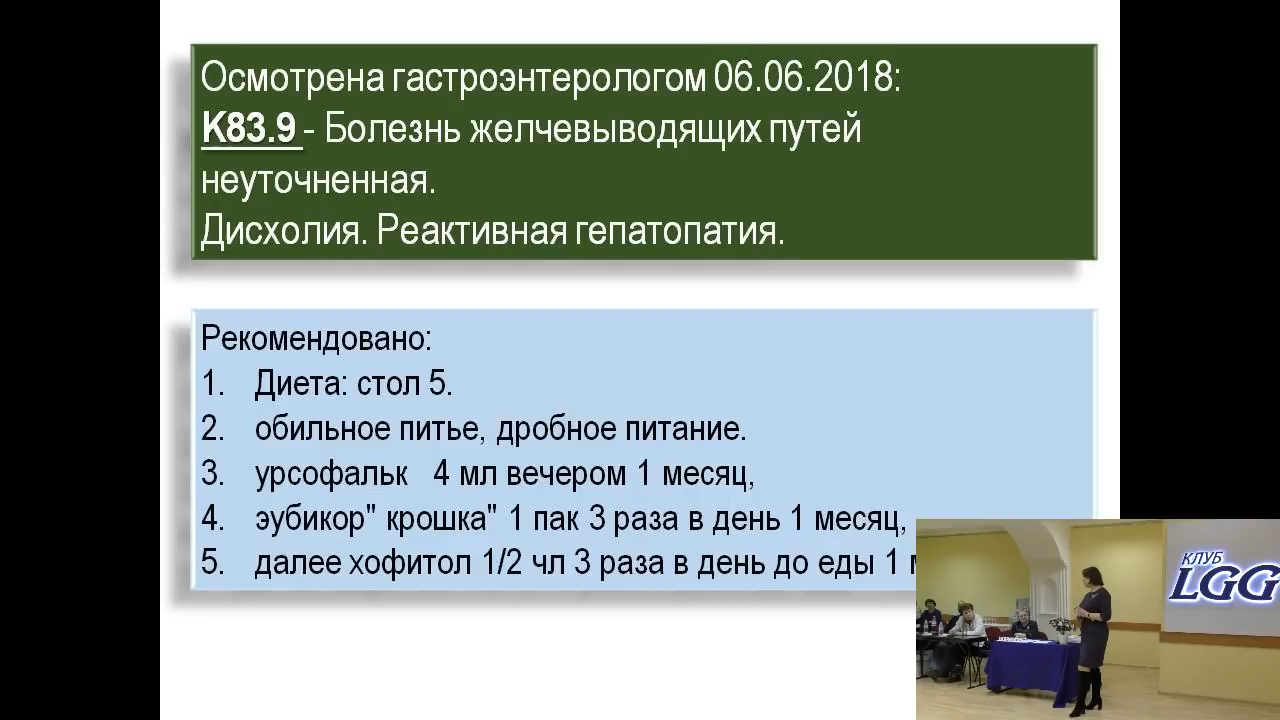 Осмотрена гастроэнтерологом 06.06.2018:
K83.9 - Болезнь желчевыводящих путей
неуточненная.
Дисхолия. Реактивная гепатопатия.
Рекомендовано:
1. Диета: стол 5.
2. обильное питье, дробное питание.
3. урсофальк 4 мл вечером 1 месяц,
4. эубикор" крошка" 1 пак 3 раза в день 1 месяц,
5. далее хофитол 1/2 чл 3 раза в день до еды 1
КЛУБ
LGG